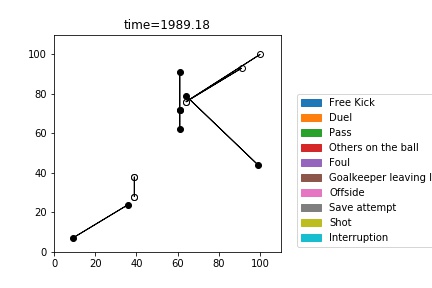 time=1989.18
100
80
60
40
20
0
0
20
40
60
80
100
Free Kick
Duel
Pass
Others on the ball
Foul
Goalkeeper leaving l
Offside
Save attempt
Shot
Interruption